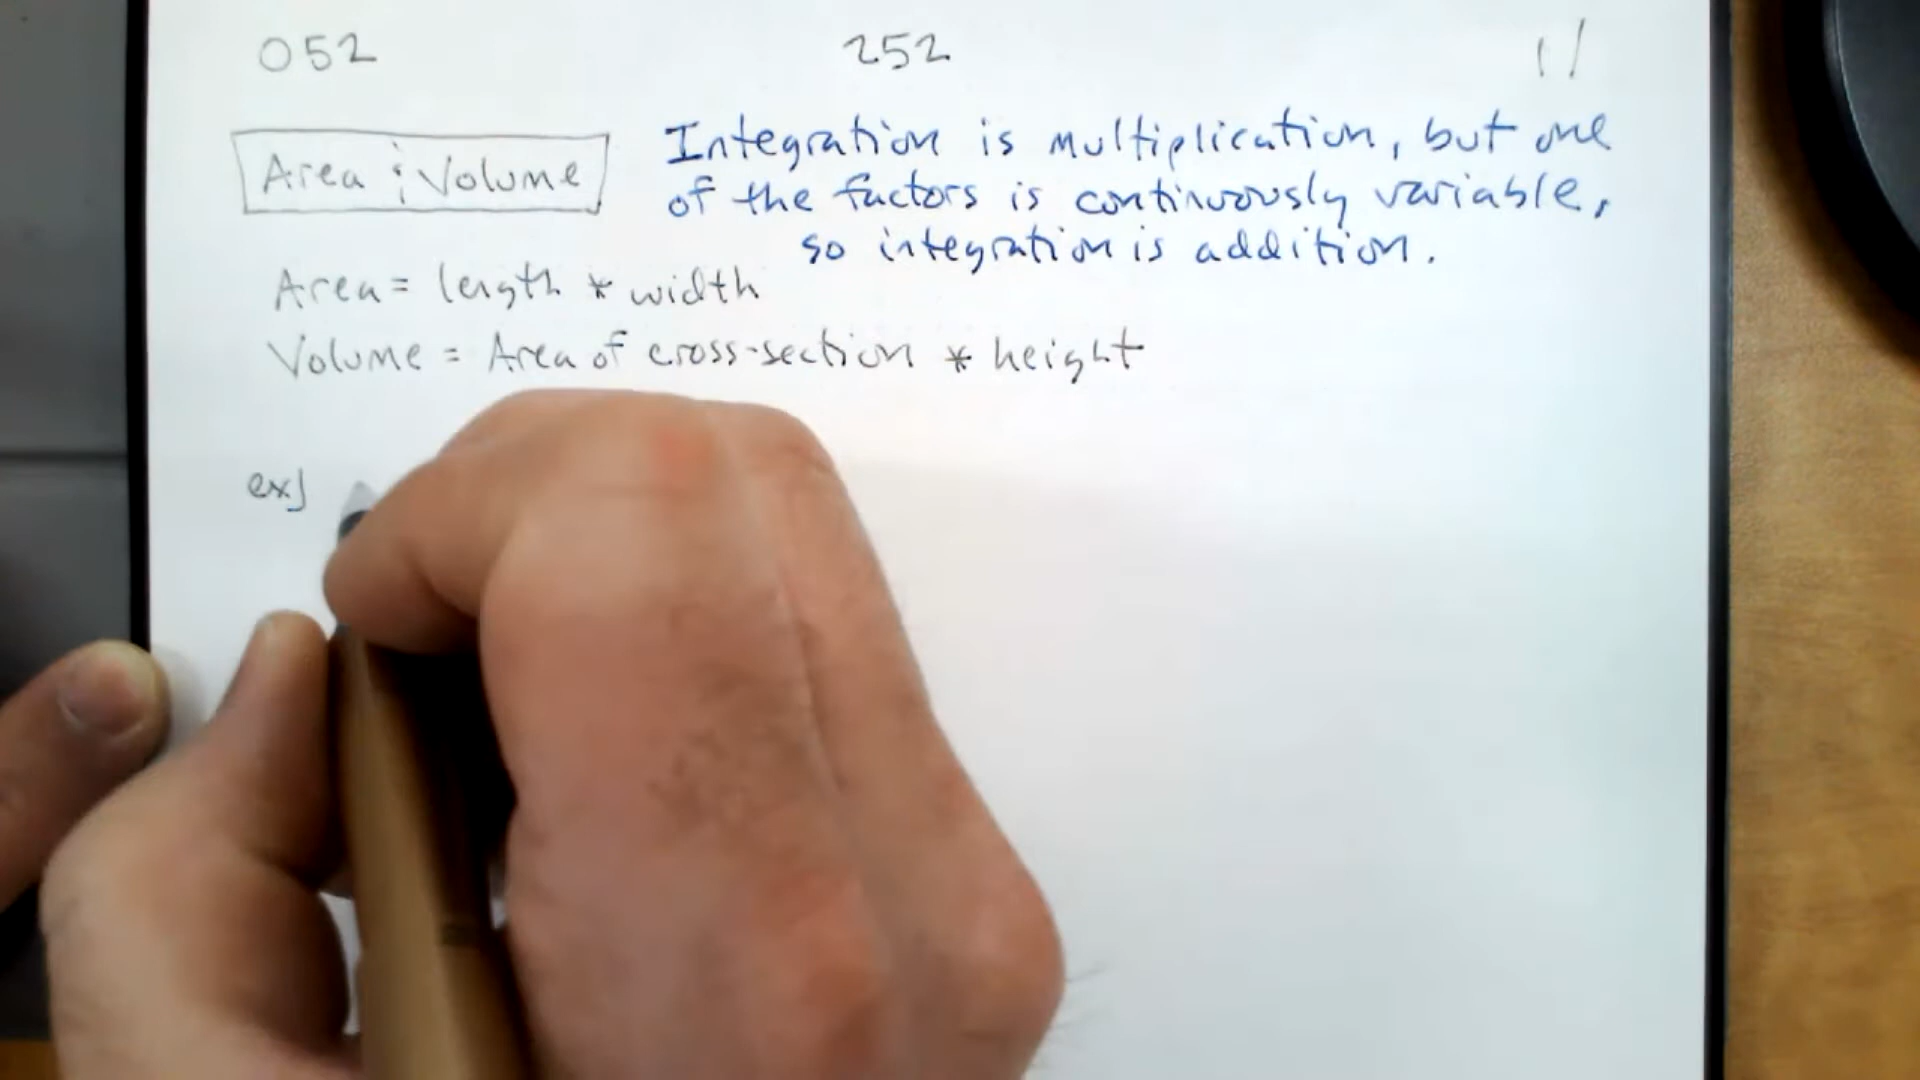 052 252 1/
Area & Volume
Integration is multiplication, but one
of the factors is continuously variable,
so integration is addition.
Area = length * width
Volume = Area of cross-section * height
ex)